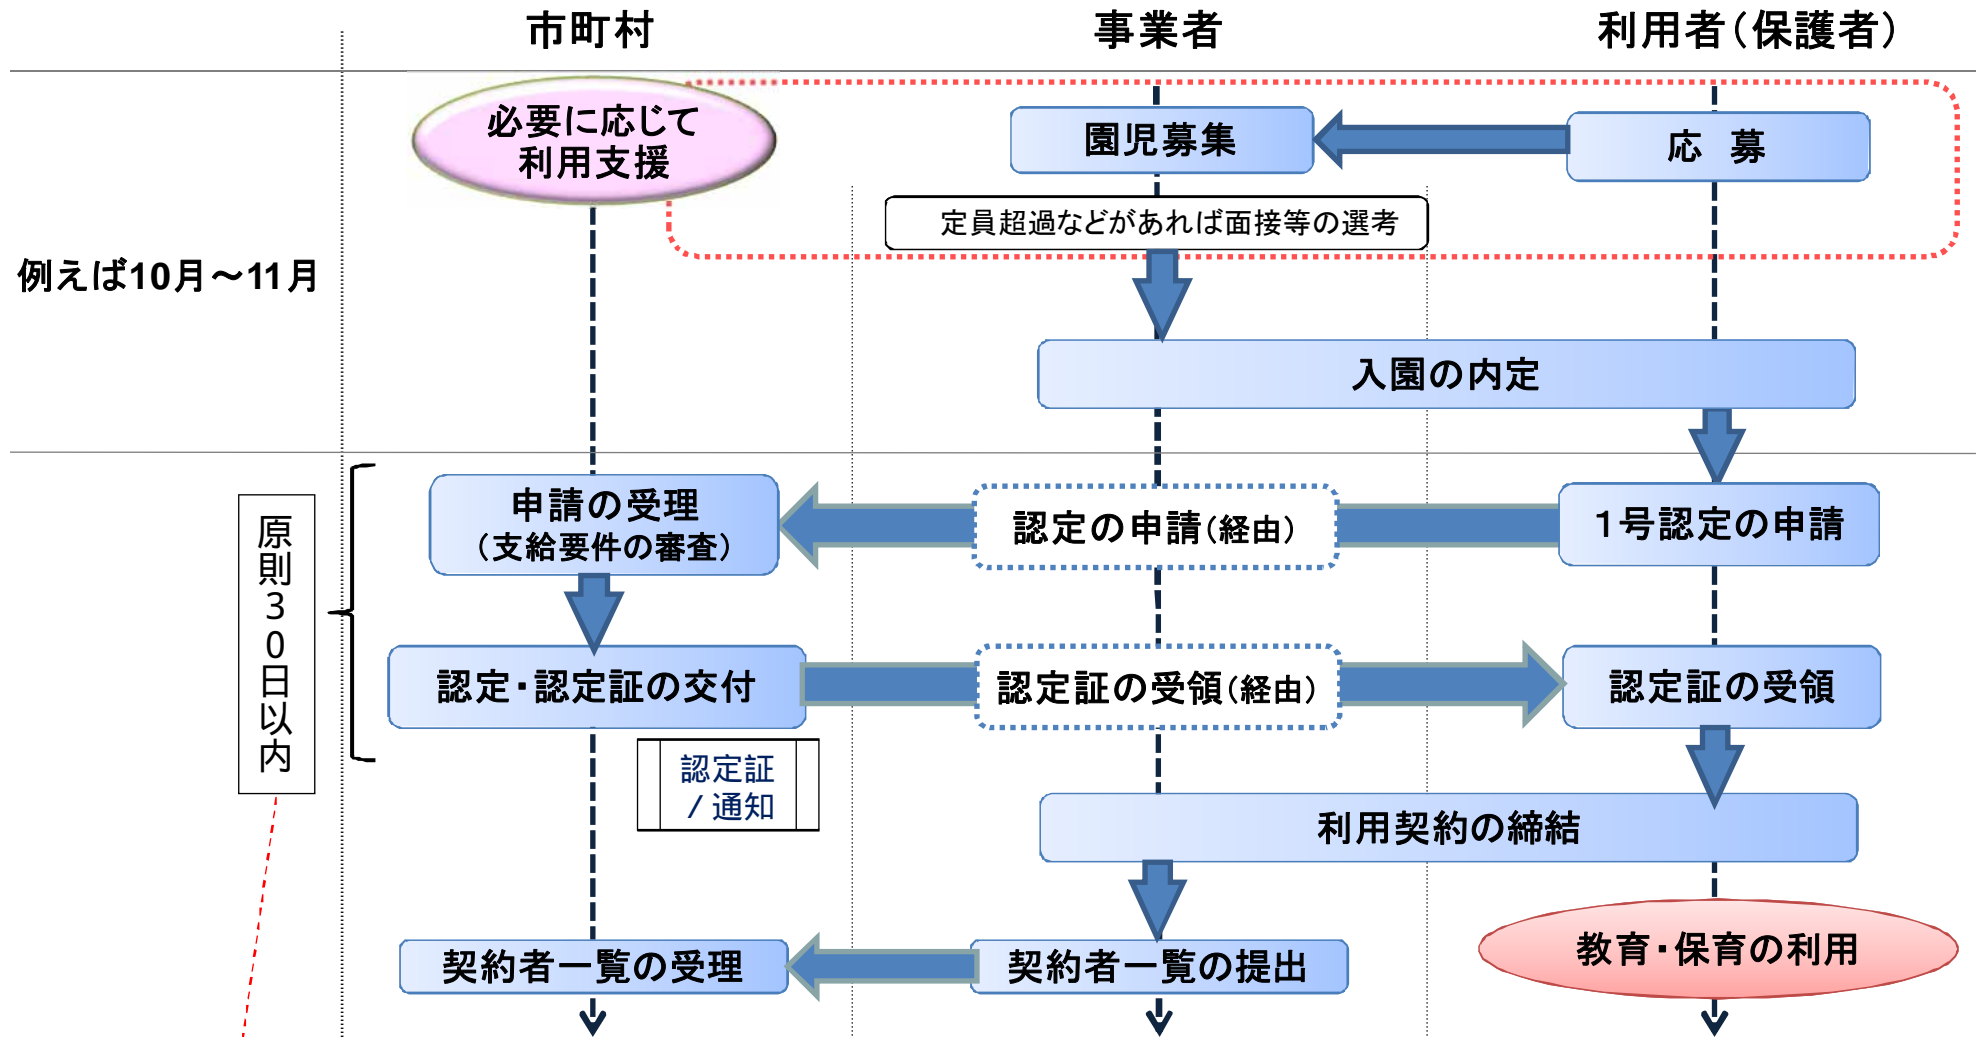 市町村
事業者
利用者（保護者）
必要に応じて
利用支援
園児募集
応　募
定員超過などがあれば面接等の選考
例えば10月～11月
入園の内定
原則３０日以内
申請の受理
（支給要件の審査）
認定の申請（経由）
１号認定の申請
認定・認定証の交付
認定証の受領（経由）
認定証の受領
認定証
/ 通知
利用契約の締結
教育・保育の利用
契約者一覧の受理
契約者一覧の提出